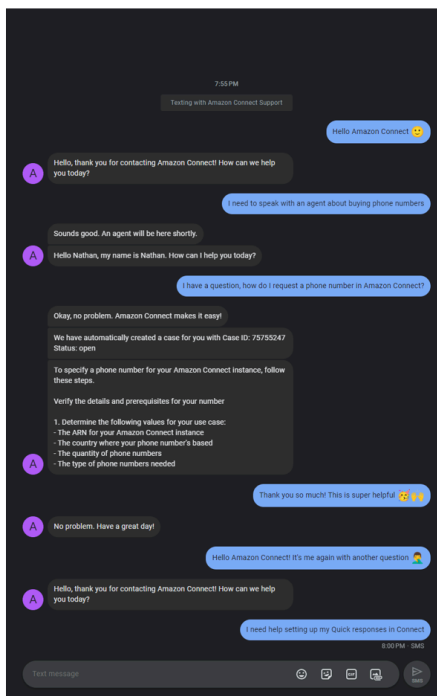 7:55 PM
Texting with Amazon Connect Support
Hello Amazon Connect 🙂
A
Hello, thank you for contacting Amazon Connect! How can we help
you today?
I need to speak with an agent about buying phone numbers
Sounds good. An agent will be here shortly.
A
Hello Nathan, my name is Nathan. How can I help you today?
I have a question, how do I request a phone number in Amazon Connect?
Okay, no problem. Amazon Connect makes it easy!
We have automatically created a case for you with Case ID: 75755247
Status: open
To specify a phone number for your Amazon Connect instance, follow
these steps.
Verify the details and prerequisites for your number
1. Determine the following values for your use case:
- The ARN for your Amazon Connect instance
- The country where your phone number's based
- The quantity of phone numbers
- The type of phone numbers needed
A
Thank you so much! This is super helpful 🥳🙌
A
No problem. Have a great day!
Hello Amazon Connect! It's me again with another question 🤦‍♂️
Hello, thank you for contacting Amazon Connect! How can we help
you today?
A
I need help setting up my Quick responses in Connect
8:00 PM · SMS
Text message
GIF
SMS